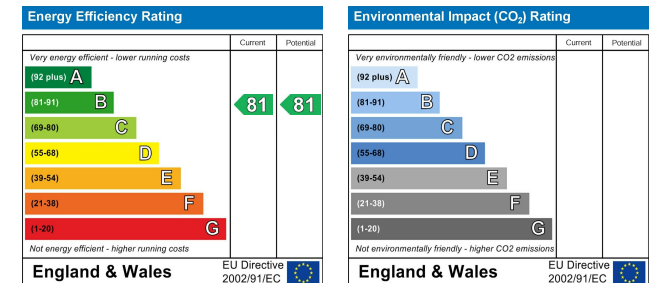 Energy Efficiency Rating
Current Potential
Very energy efficient - lower running costs
(92 plus) A
(81-91) B 81 81
(69-80) C
(55-68) D
(39-54) E
(21-38) F
(1-20) G
Not energy efficient - higher running costs
England & Wales
EU Directive
2002/91/EC
Environmental Impact (CO₂) Rating
Current Potential
Very environmentally friendly - lower CO2 emissions
(92 plus) A
(81-91) B
(69-80) C
(55-68) D
(39-54) E
(21-38) F
(1-20) G
Not environmentally friendly - higher CO2 emissions
England & Wales
EU Directive
2002/91/EC